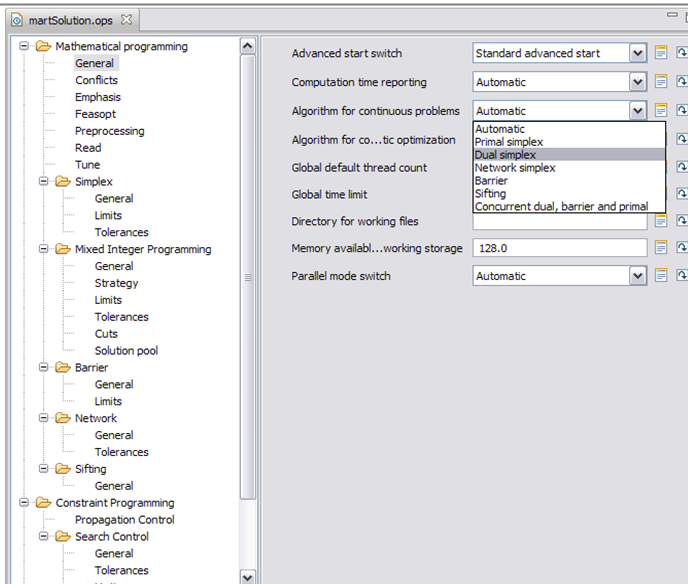 martSolution.ops
Mathematical programming
General
Conflicts
Emphasis
Feasopt
Preprocessing
Read
Tune
Simplex
General
Limits
Tolerances
Mixed Integer Programming
General
Strategy
Limits
Tolerances
Cuts
Solution pool
Barrier
General
Limits
Network
General
Tolerances
Sifting
General
Constraint Programming
Propagation Control
Search Control
General
Tolerances
Advanced start switch Standard advanced start
Computation time reporting Automatic
Algorithm for continuous problems Automatic
Automatic
Primal simplex
Dual simplex
Network simplex
Barrier
Sifting
Concurrent dual, barrier and primal
Algorithm for co...tic optimization
Global default thread count
Global time limit
Directory for working files
Memory availabl...working storage 128.0
Parallel mode switch Automatic